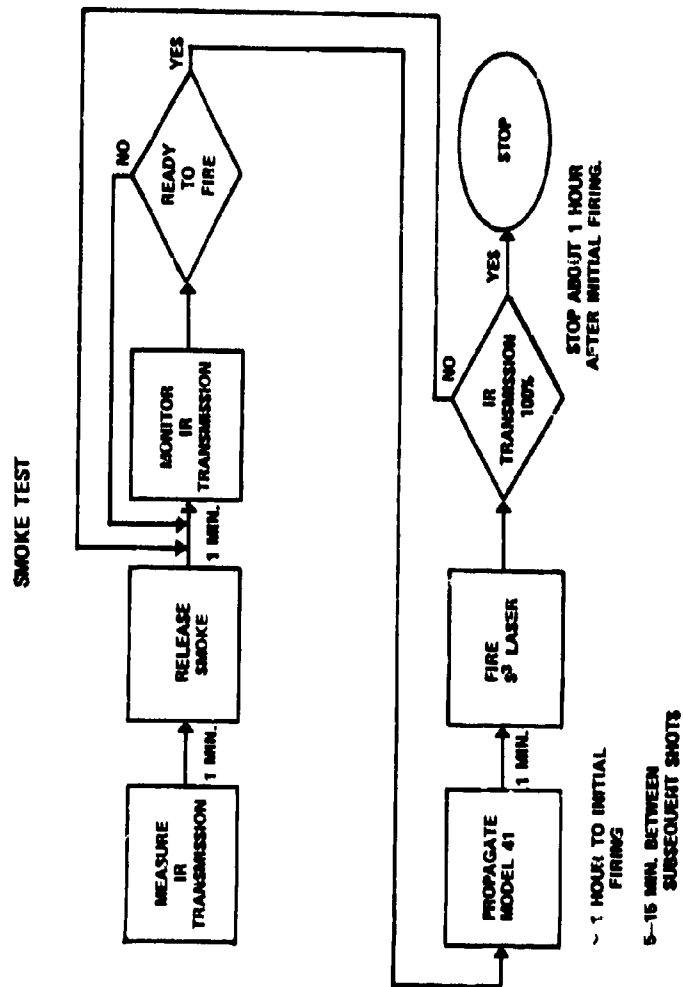 SMOKE TEST
MEASURE
IR
TRANSMISSION
1 MIN.
RELEASE
SMOKE
1 MIN.
MONITOR
IR
TRANSMISSION
READY
TO
FIRE
NO
YES
PROPAGATE
MODEL 41
1 MIN.
FIRE
S³ LASER
IR
TRANSMISSION
100%
NO
YES
STOP
~ 1 HOUR TO INITIAL
FIRING
5–15 MIN. BETWEEN
SUBSEQUENT SHOTS
STOP ABOUT 1 HOUR
AFTER INITIAL FIRING.